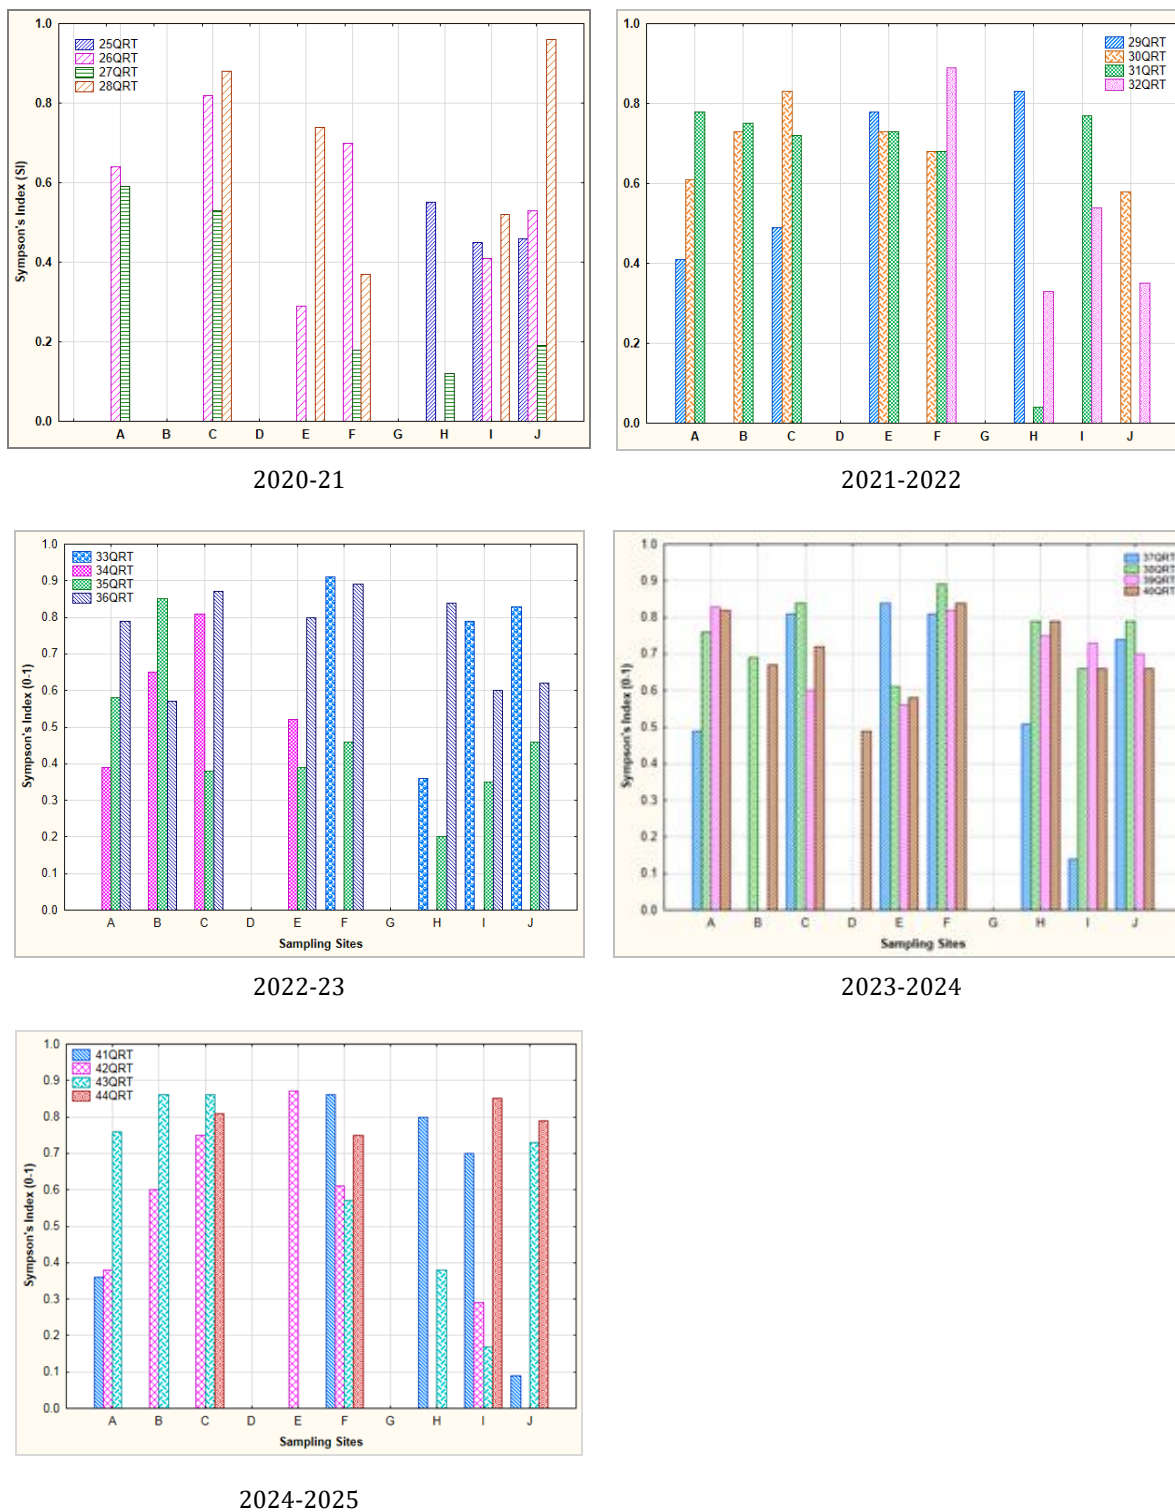 1.0
0.8
0.6
0.4
0.2
0.0
Sympson's Index (SI)
25QRT
26QRT
27QRT
28QRT
A B C D E F G H I J
2020-21
1.0
0.8
0.6
0.4
0.2
0.0
29QRT
30QRT
31QRT
32QRT
A B C D E F G H I J
2021-2022
1.0
0.9
0.8
0.7
0.6
0.5
0.4
0.3
0.2
0.1
0.0
Sympson's Index (0-1)
33QRT
34QRT
35QRT
36QRT
A B C D E F G H I J
Sampling Sites
2022-23
1.0
0.9
0.8
0.7
0.6
0.5
0.4
0.3
0.2
0.1
0.0
Sympson's Index (0-1)
37QRT
38QRT
39QRT
40QRT
A B C D E F G H I J
Sampling Sites
2023-2024
1.0
0.9
0.8
0.7
0.6
0.5
0.4
0.3
0.2
0.1
0.0
Sympson's Index (0-1)
41QRT
42QRT
43QRT
44QRT
A B C D E F G H I J
Sampling Sites
2024-2025